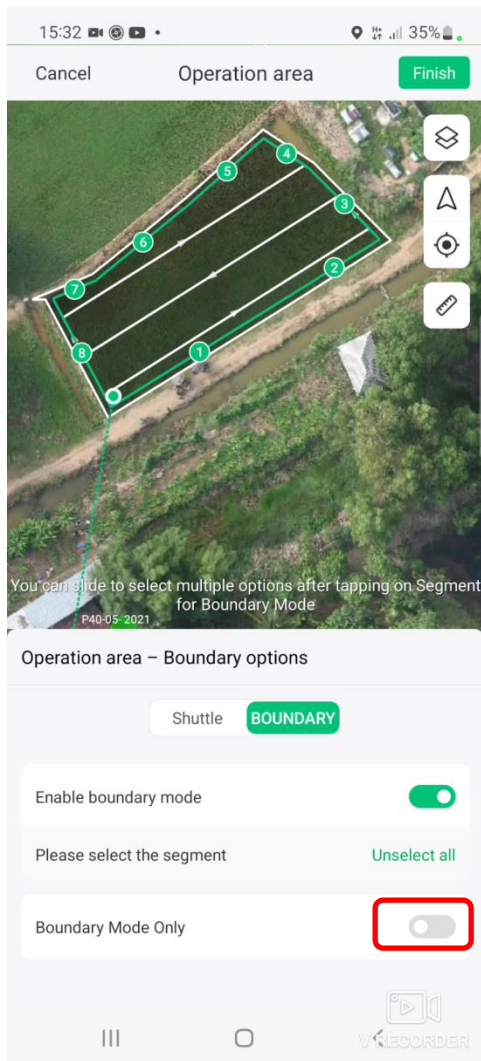 15:32
35%
Cancel
Operation area
Finish
4
5
3
6
2
7
8
1
You can slide to select multiple options after tapping on Segment
for Boundary Mode
P40-05-2021
Operation area – Boundary options
Shuttle
BOUNDARY
Enable boundary mode
Please select the segment
Unselect all
Boundary Mode Only
V RECORDER